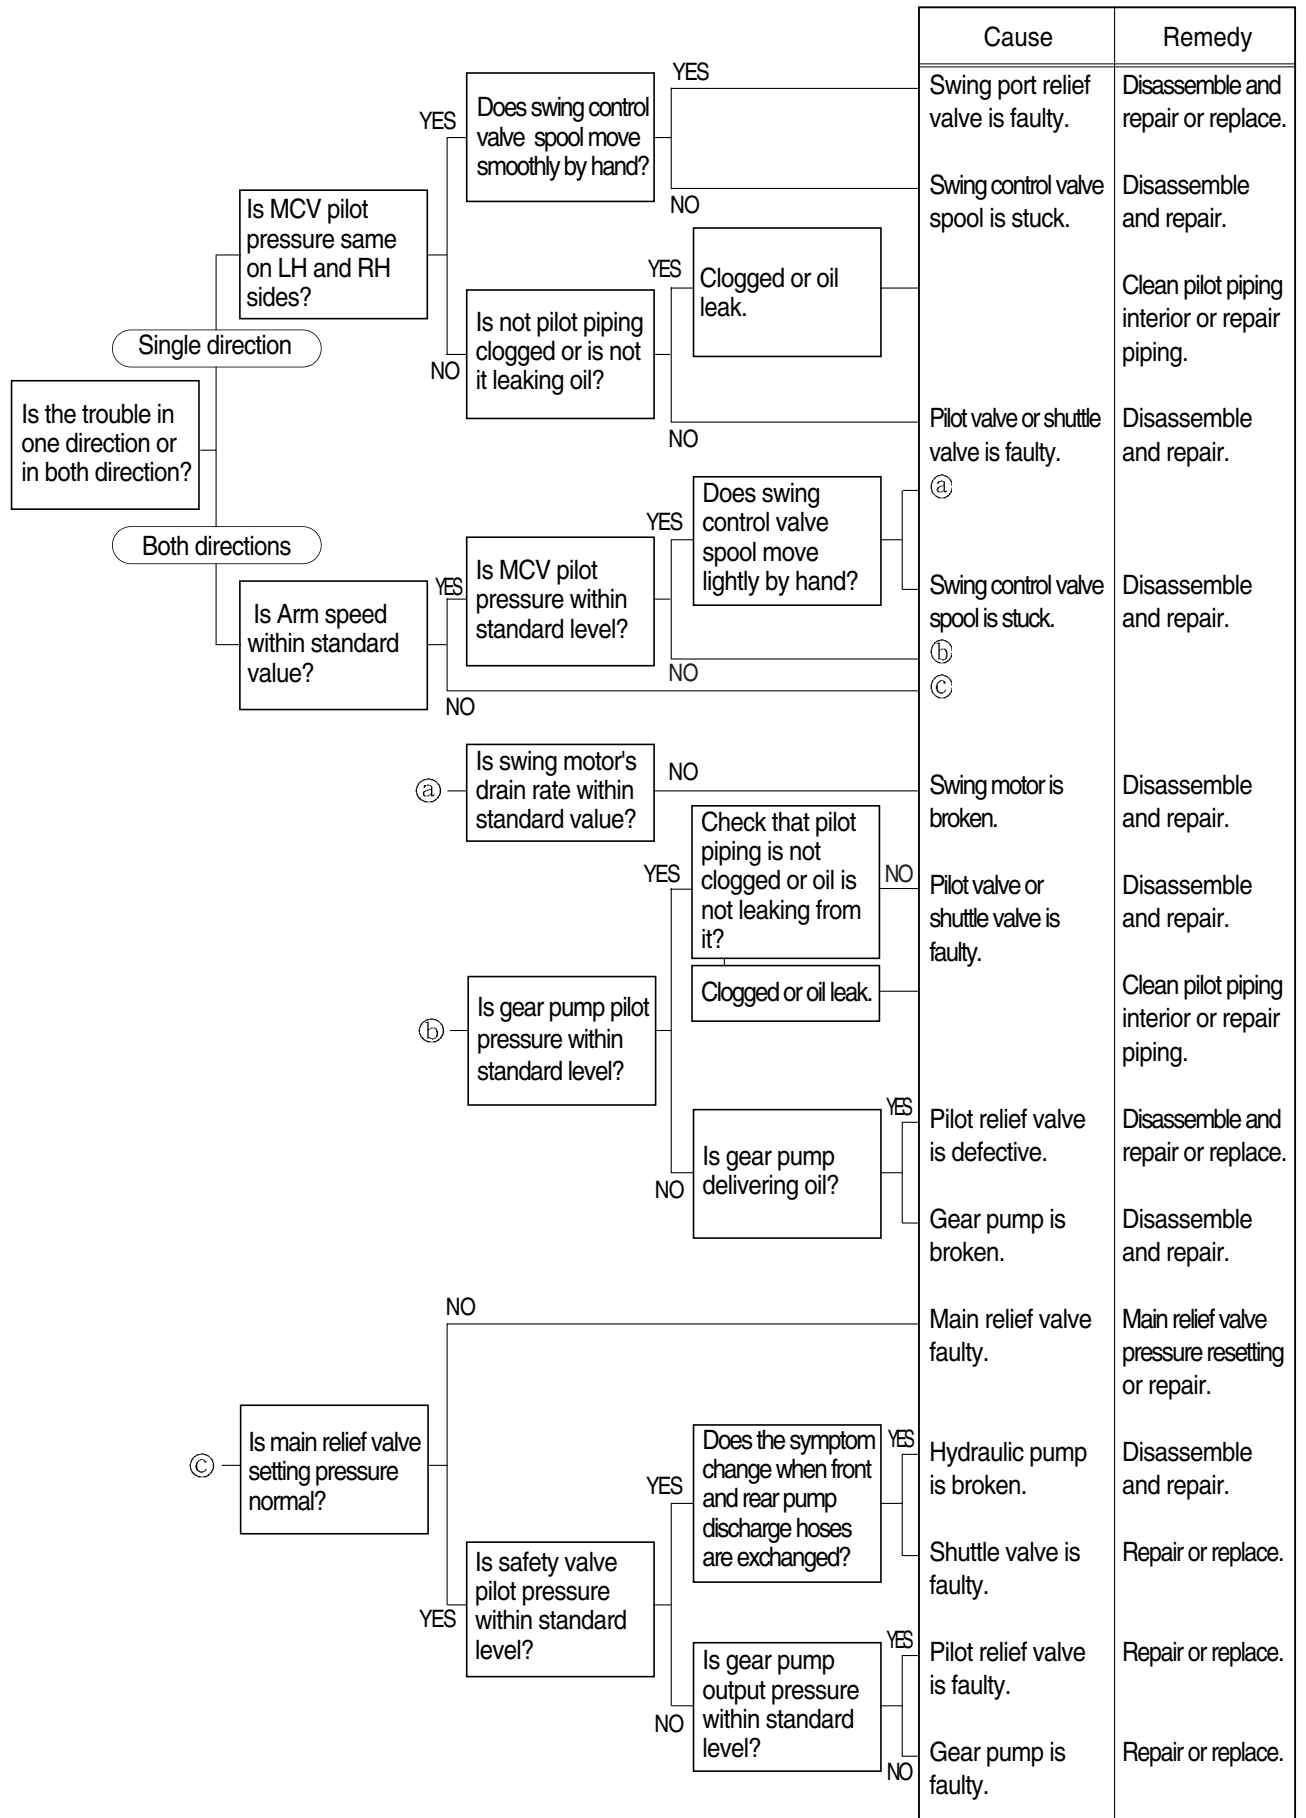 Cause
Remedy
YES
Does swing control
valve spool move
smoothly by hand?
YES
NO
Swing port relief
valve is faulty.
Disassemble and
repair or replace.
Swing control valve
spool is stuck.
Disassemble
and repair.
Is MCV pilot
pressure same
on LH and RH
sides?
NO
Is not pilot piping
clogged or is not
it leaking oil?
YES
Clogged or oil
leak.
Clean pilot piping
interior or repair
piping.
NO
Pilot valve or shuttle
valve is faulty.
Disassemble
and repair.
Single direction
Is the trouble in
one direction or
in both direction?
Both directions
Is Arm speed
within standard
value?
YES
Is MCV pilot
pressure within
standard level?
YES
Does swing
control valve
spool move
lightly by hand?
ⓐ
Swing control valve
spool is stuck.
Disassemble
and repair.
NO
ⓑ
NO
ⓒ
ⓐ
Is swing motor's
drain rate within
standard value?
NO
Swing motor is
broken.
Disassemble
and repair.
ⓑ
Is gear pump pilot
pressure within
standard level?
YES
Check that pilot
piping is not
clogged or oil is
not leaking from
it?
NO
Pilot valve or
shuttle valve is
faulty.
Disassemble
and repair.
Clogged or oil leak.
Clean pilot piping
interior or repair
piping.
NO
Is gear pump
delivering oil?
YES
Pilot relief valve
is defective.
Disassemble and
repair or replace.
Gear pump is
broken.
Disassemble
and repair.
ⓒ
Is main relief valve
setting pressure
normal?
NO
Main relief valve
faulty.
Main relief valve
pressure resetting
or repair.
YES
Is safety valve
pilot pressure
within standard
level?
YES
Does the symptom
change when front
and rear pump
discharge hoses
are exchanged?
YES
Hydraulic pump
is broken.
Disassemble
and repair.
Shuttle valve is
faulty.
Repair or replace.
NO
Is gear pump
output pressure
within standard
level?
YES
Pilot relief valve
is faulty.
Repair or replace.
NO
Gear pump is
faulty.
Repair or replace.